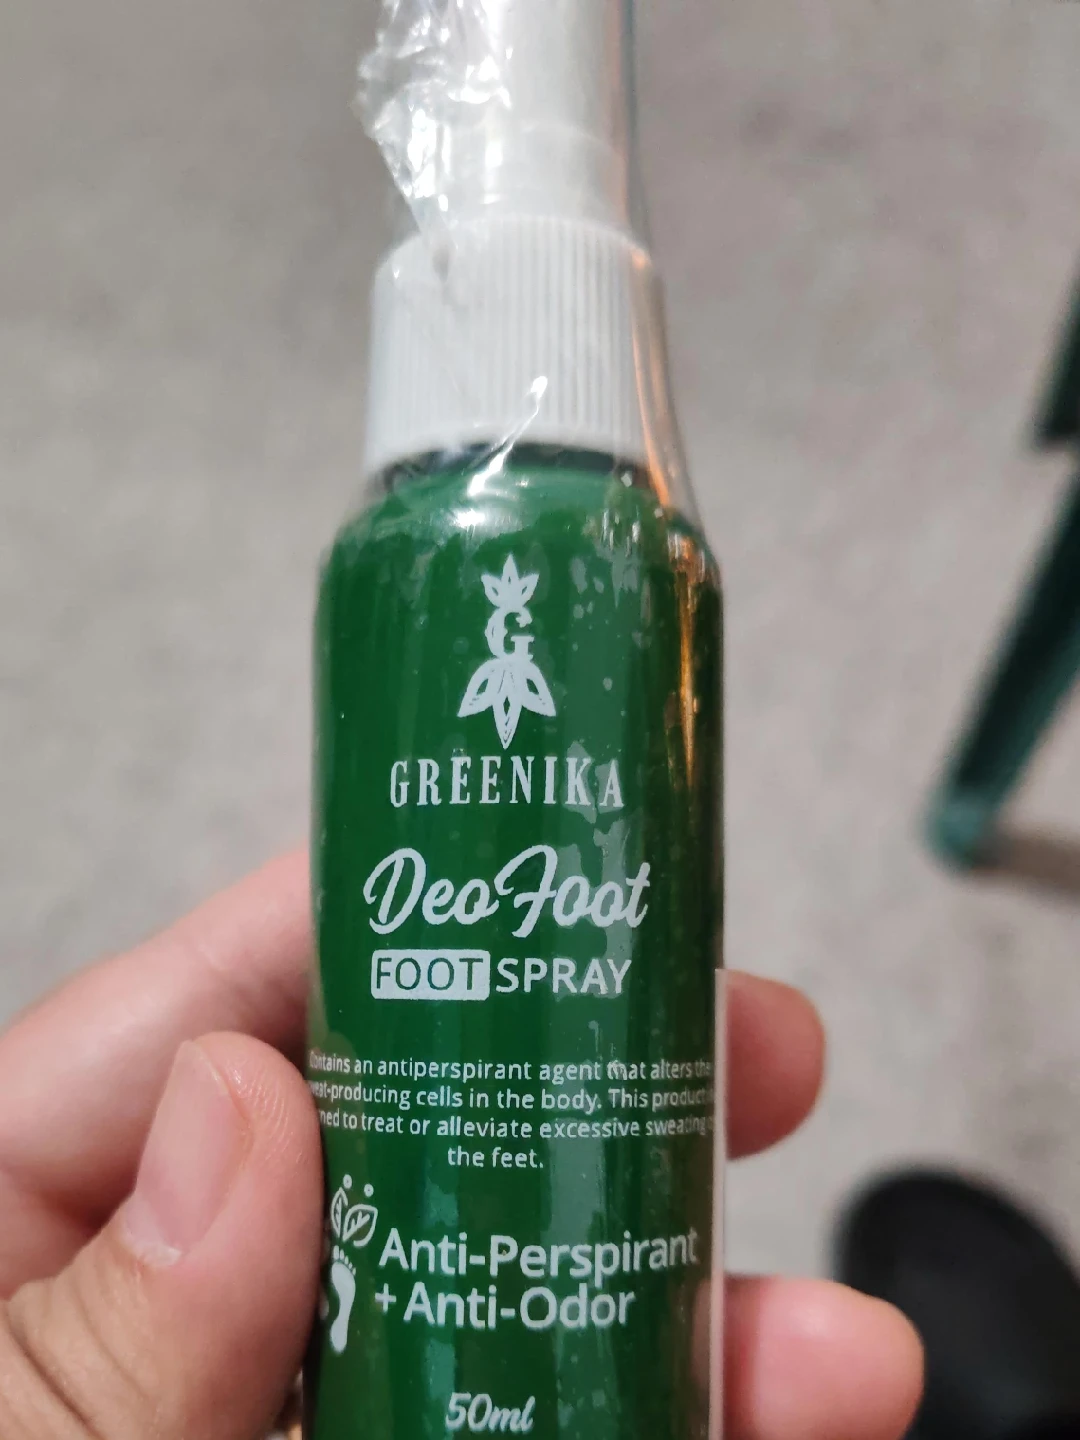 G
GREENIKA
DeoFoot
FOOT SPRAY
Contains an antiperspirant agent that alters the
sweat-producing cells in the body. This product
to treat or alleviate excessive sweating
the feet.
Anti-Perspirant
+ Anti-Odor
50ml